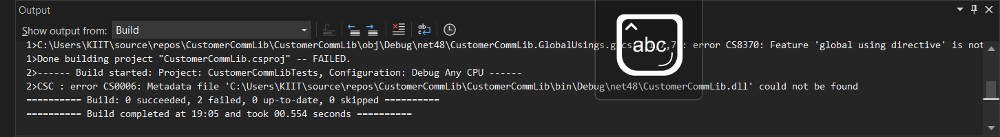 Output
Show output from: Build
1>C:\Users\KIIT\source\repos\CustomerCommLib\CustomerCommLib\obj\Debug\net48\CustomerCommLib.GlobalUsings.g.cs 7 : error CS8370: Feature 'global using directive' is not
1>Done building project "CustomerCommLib.csproj" -- FAILED.
2>------ Build started: Project: CustomerCommLibTests, Configuration: Debug Any CPU ------
2>CSC : error CS0006: Metadata file 'C:\Users\KIIT\source\repos\CustomerCommLib\CustomerCommLib\bin\Debug\net48\CustomerCommLib.dll' could not be found
========== Build: 0 succeeded, 2 failed, 0 up-to-date, 0 skipped ==========
========== Build completed at 19:05 and took 00.554 seconds ==========
abc